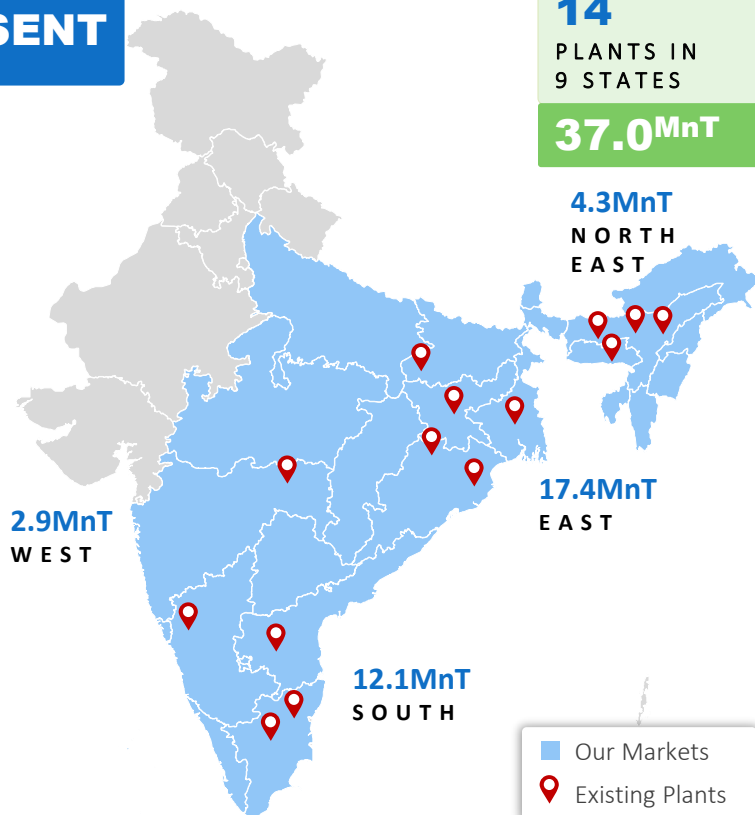 SENT
14
PLANTS IN
9 STATES
37.0MnT
4.3MnT
NORTH
EAST
17.4MnT
EAST
2.9MnT
WEST
12.1MnT
SOUTH
Our Markets
Existing Plants